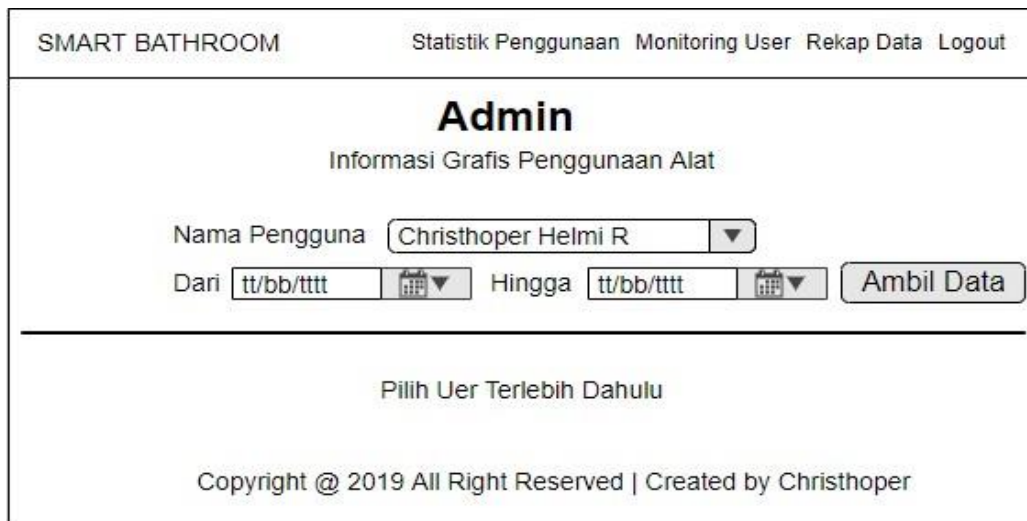 SMART BATHROOM Statistik Penggunaan Monitoring User Rekap Data Logout
Admin
Informasi Grafis Penggunaan Alat
Nama Pengguna Christhoper Helmi R
Dari tt/bb/tttt Hingga tt/bb/tttt Ambil Data
Pilih Uer Terlebih Dahulu
Copyright @ 2019 All Right Reserved | Created by Christhoper